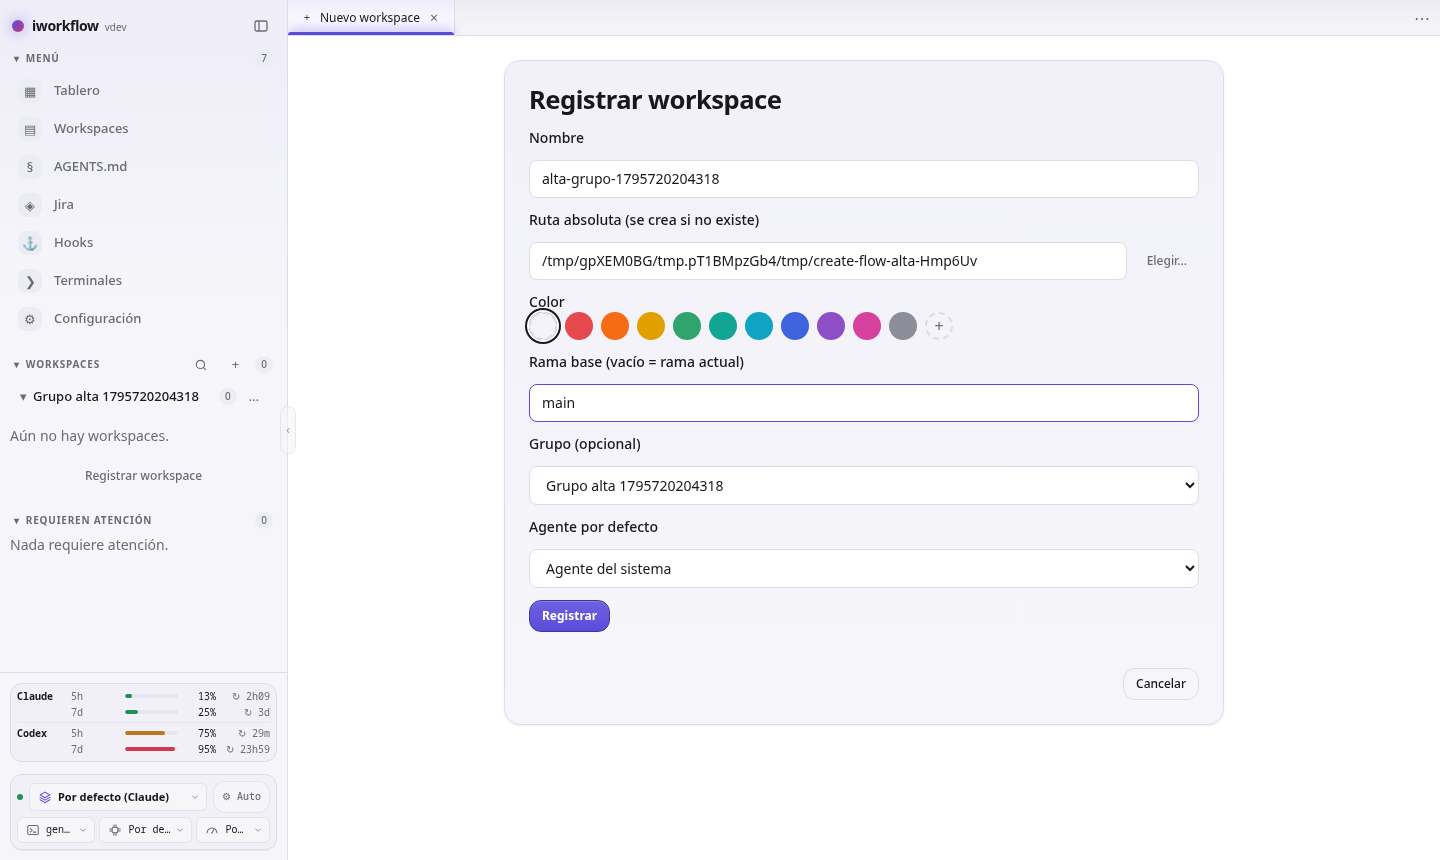 iworkflow vdev
MENÚ 7
Tablero
Workspaces
§ AGENTS.md
Jira
Hooks
Terminales
Configuración
WORKSPACES + 0
Grupo alta 1795720204318 0 ...
Aún no hay workspaces.
Registrar workspace
REQUIEREN ATENCIÓN 0
Nada requiere atención.
Claude 5h 13% ↻ 2h09
7d 25% ↻ 3d
Codex 5h 75% ↻ 29m
7d 95% ↻ 23h59
Por defecto (Claude) Auto
gen… Por de… Po…
+ Nuevo workspace ×
Registrar workspace
Nombre
alta-grupo-1795720204318
Ruta absoluta (se crea si no existe)
/tmp/gpXEM0BG/tmp.pT1BMpzGb4/tmp/create-flow-alta-Hmp6Uv Elegir...
Color
+
Rama base (vacío = rama actual)
main
Grupo (opcional)
Grupo alta 1795720204318
Agente por defecto
Agente del sistema
Registrar
Cancelar